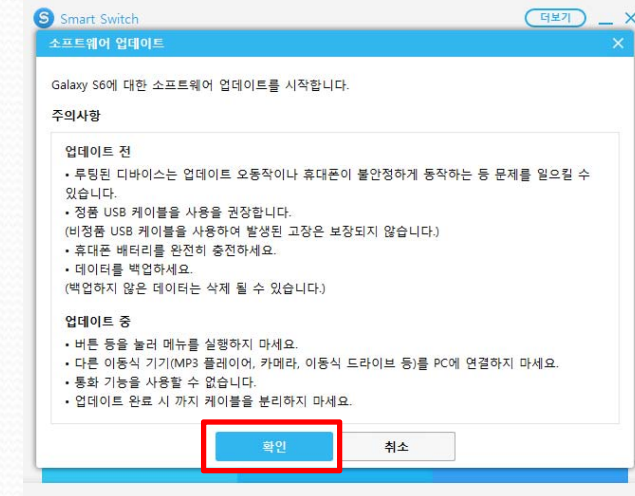 S Smart Switch 더보기
소프트웨어 업데이트
Galaxy S6에 대한 소프트웨어 업데이트를 시작합니다.
주의사항
업데이트 전
• 루팅된 디바이스는 업데이트 오동작이나 휴대폰이 불안정하게 동작하는 등 문제를 일으킬 수
있습니다.
• 정품 USB 케이블을 사용을 권장합니다.
(비정품 USB 케이블을 사용하여 발생된 고장은 보장되지 않습니다.)
• 휴대폰 배터리를 완전히 충전하세요.
• 데이터를 백업하세요.
(백업하지 않은 데이터는 삭제 될 수 있습니다.)
업데이트 중
• 버튼 등을 눌러 메뉴를 실행하지 마세요.
• 다른 이동식 기기(MP3 플레이어, 카메라, 이동식 드라이브 등)를 PC에 연결하지 마세요.
• 통화 기능을 사용할 수 없습니다.
• 업데이트 완료 시 까지 케이블을 분리하지 마세요.
확인 취소